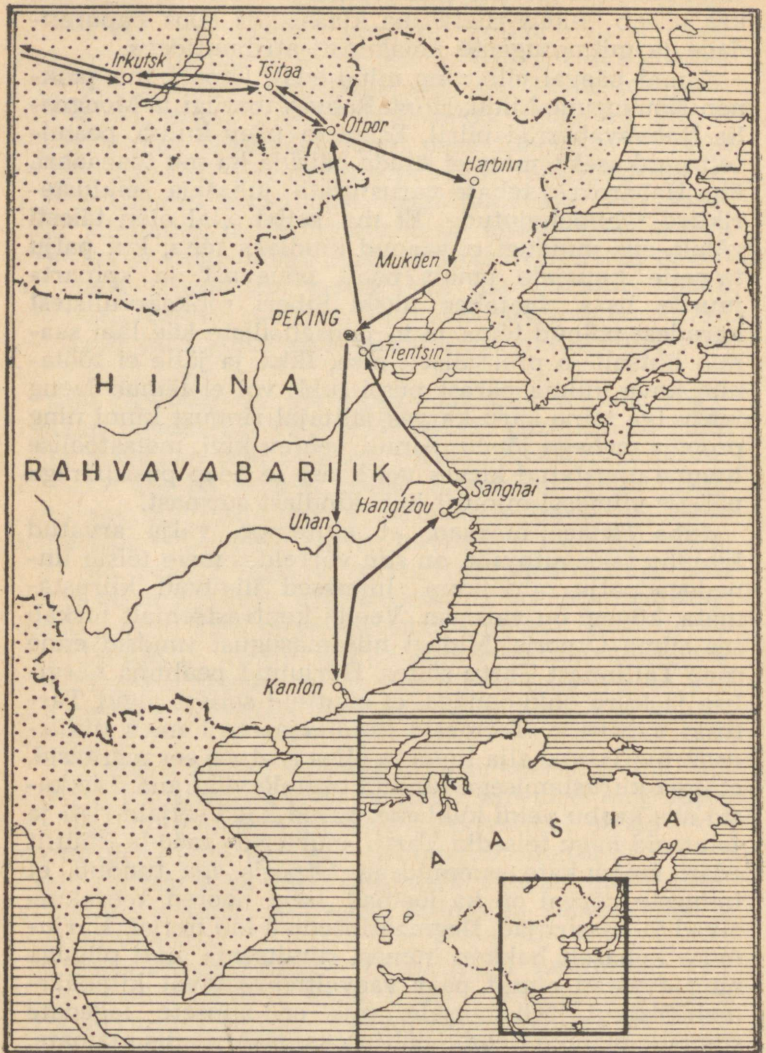 Irkutsk
Tšitaa
Otpor
Harbiin
Mukden
PEKING
Tientsin
HIINA
RAHVAVABARIIK
Šanghai
Hangtžou
Uhan
Kanton
AASIA